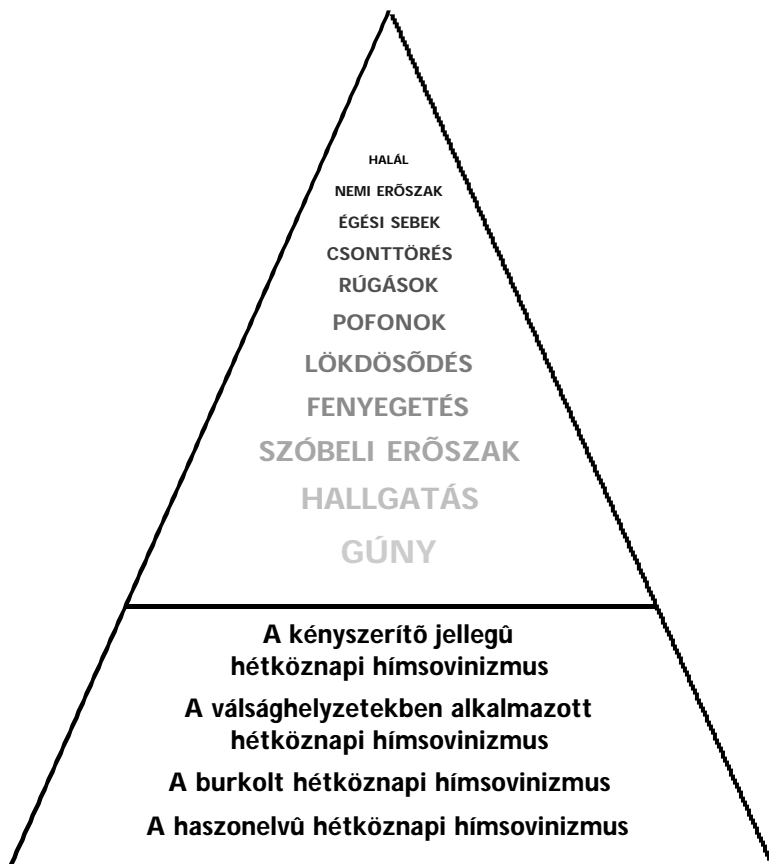 HALÁL
NEMI ERÕSZAK
ÉGÉSI SEBEK
CSONTTÖRÉS
RÚGÁSOK
POFONOK
LÖKDÖSÕDÉS
FENYEGETÉS
SZÓBELI ERÕSZAK
HALLGATÁS
GÚNY
A kényszerítõ jellegû
hétköznapi hímsovinizmus
A válsághelyzetekben alkalmazott
hétköznapi hímsovinizmus
A burkolt hétköznapi hímsovinizmus
A haszonelvû hétköznapi hímsovinizmus